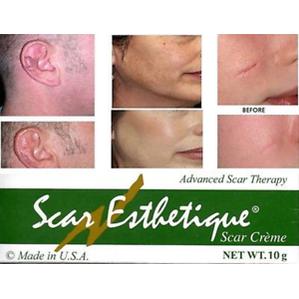 BEFORE
Advanced Scar Therapy
Scar Esthetique®
Scar Crème
© Made in U.S.A.
NET WT. 10 g